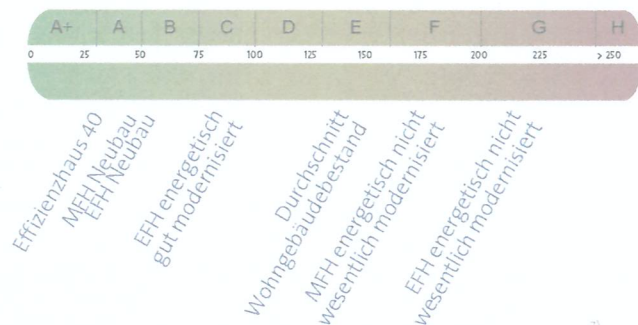 A+ A B C D E F G H
0 25 50 75 100 125 150 175 200 225 > 250
Effizienzhaus 40
MFH Neubau
EFH Neubau
EFH energetisch
gut modernisiert
Durchschnitt
Wohngebäudebestand
MFH energetisch nicht
wesentlich modernisiert
EFH energetisch nicht
wesentlich modernisiert